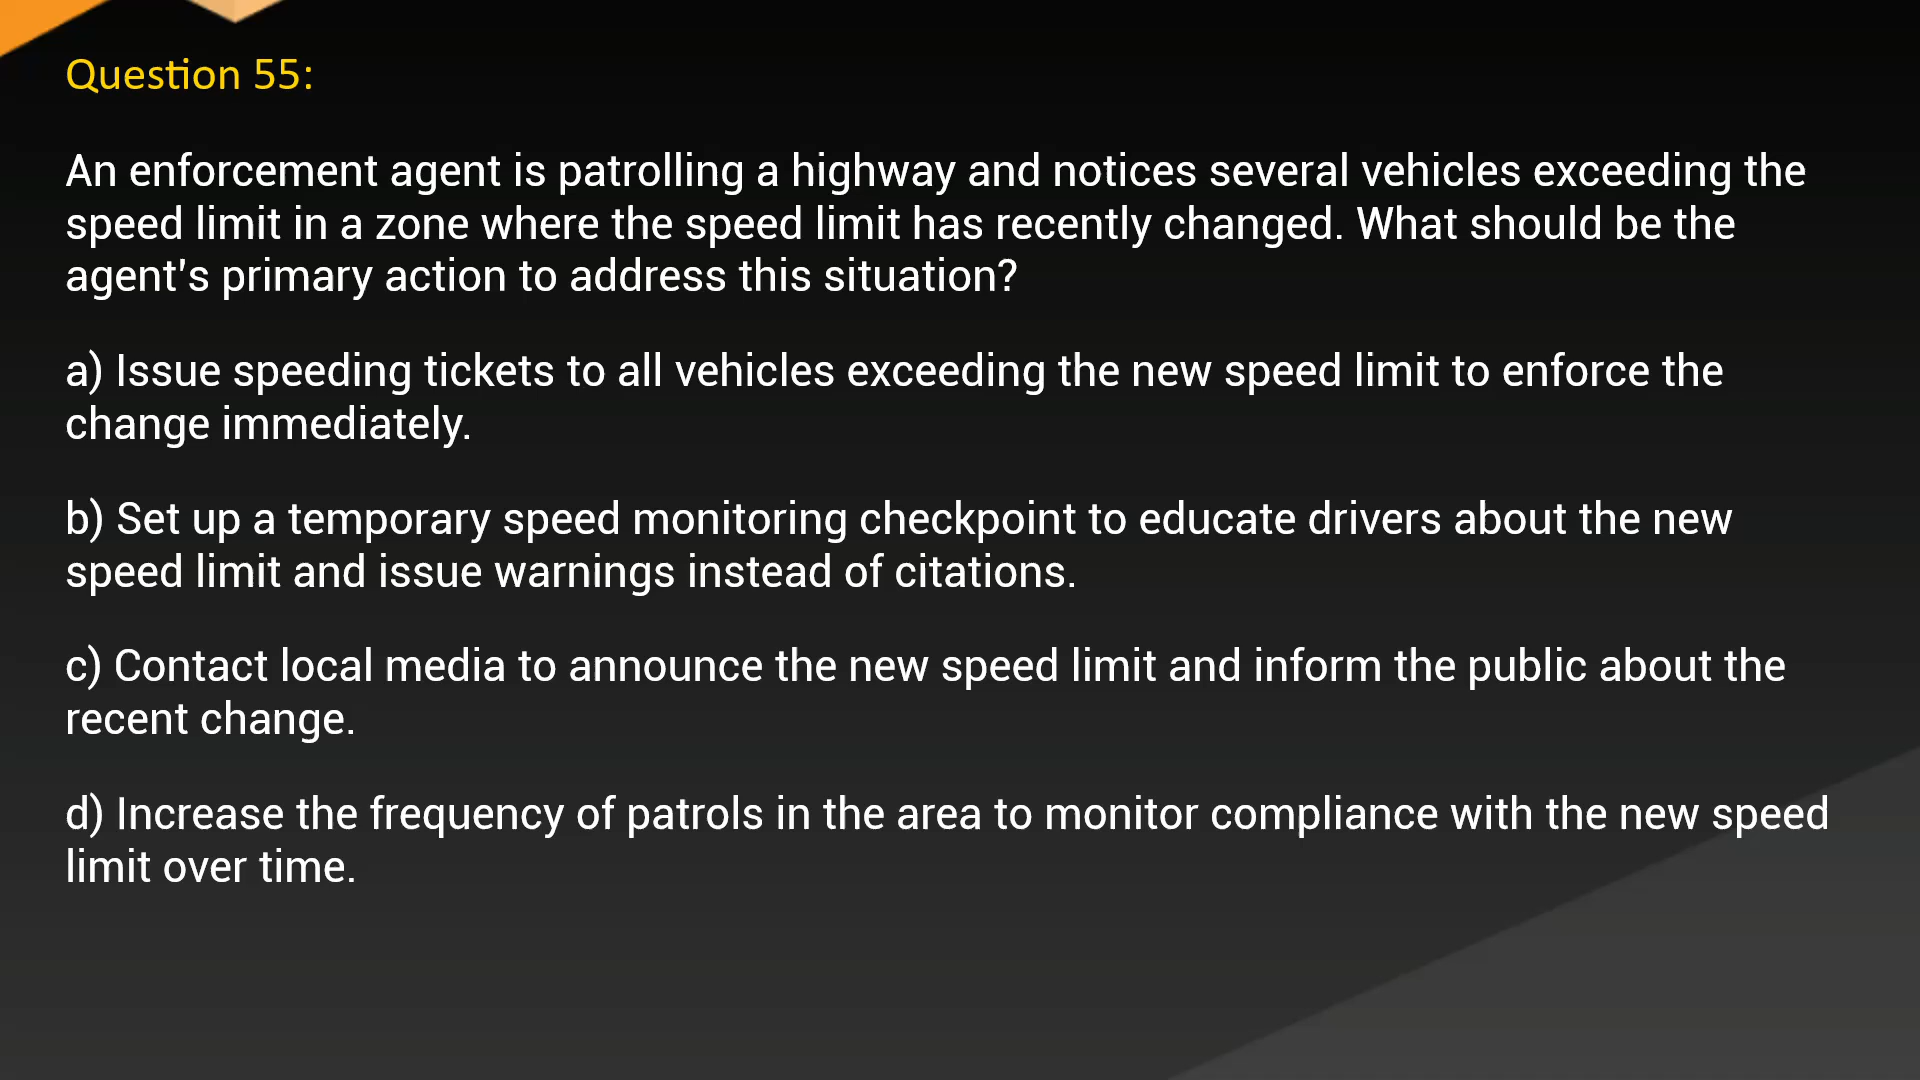 Question 55:
An enforcement agent is patrolling a highway and notices several vehicles exceeding the
speed limit in a zone where the speed limit has recently changed. What should be the
agent's primary action to address this situation?
a) Issue speeding tickets to all vehicles exceeding the new speed limit to enforce the
change immediately.
b) Set up a temporary speed monitoring checkpoint to educate drivers about the new
speed limit and issue warnings instead of citations.
c) Contact local media to announce the new speed limit and inform the public about the
recent change.
d) Increase the frequency of patrols in the area to monitor compliance with the new speed
limit over time.